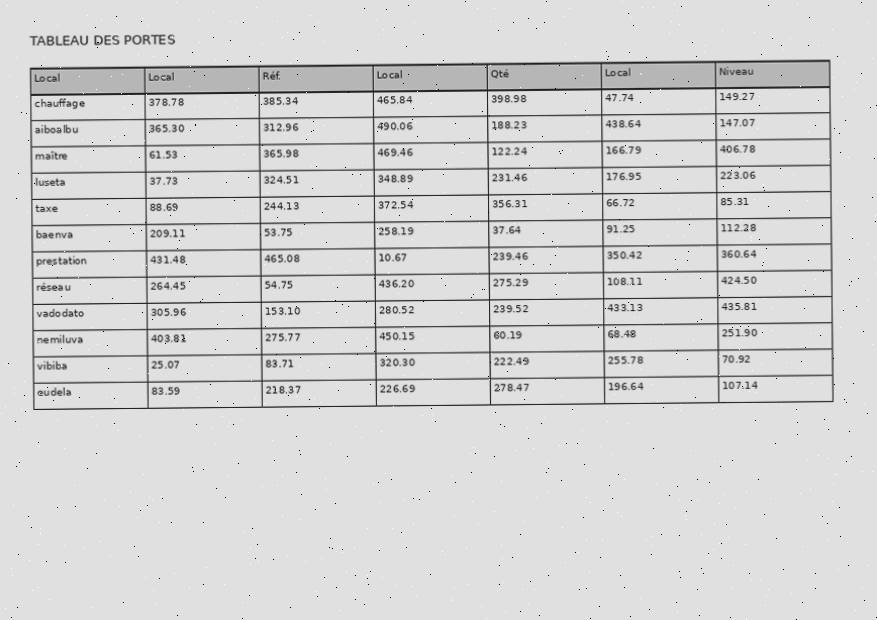 TABLEAU DES PORTES
Local Local Réf. Local Qté Local Niveau
chauffage 378.78 385.34 465.84 398.98 47.74 149.27
aiboalbu 365.30 312.96 490.06 188.23 438.64 147.07
maître 61.53 365.98 469.46 122.24 166.79 406.78
luseta 37.73 324.51 348.89 231.46 176.95 223.06
taxe 88.69 244.13 372.54 356.31 66.72 85.31
baenva 209.11 53.75 258.19 37.64 91.25 112.28
prestation 431.48 465.08 10.67 239.46 350.42 360.64
réseau 264.45 54.75 436.20 275.29 108.11 424.50
vadodato 305.96 153.10 280.52 239.52 433.13 435.81
nemiluva 403.81 275.77 450.15 60.19 68.48 251.90
vibiba 25.07 83.71 320.30 222.49 255.78 70.92
eudela 83.59 218.37 226.69 278.47 196.64 107.14